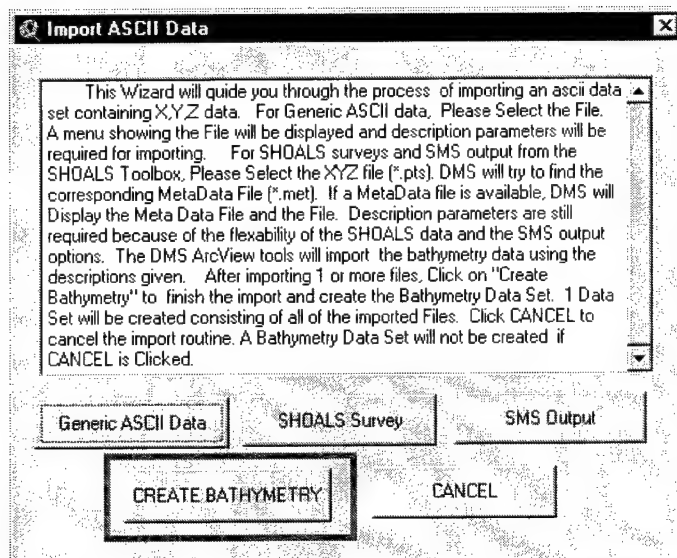 Import ASCII Data
This Wizard will quide you through the process of importing an ascii data
set containing X,Y,Z data. For Generic ASCII data, Please Select the File.
A menu showing the File will be displayed and description parameters will be
required for importing. For SHOALS surveys and SMS output from the
SHOALS Toolbox, Please Select the XYZ file (*.pts). DMS will try to find the
corresponding MetaData File (*.met). If a MetaData file is available, DMS will
Display the Meta Data File and the File. Description parameters are still
required because of the flexability of the SHOALS data and the SMS output
options. The DMS ArcView tools will import the bathymetry data using the
descriptions given. After importing 1 or more files, Click on "Create
Bathymetry" to finish the import and create the Bathymetry Data Set. 1 Data
Set will be created consisting of all of the imported Files. Click CANCEL to
cancel the import routine. A Bathymetry Data Set will not be created if
CANCEL is Clicked.
Generic ASCII Data
SHOALS Survey
SMS Output
CREATE BATHYMETRY
CANCEL